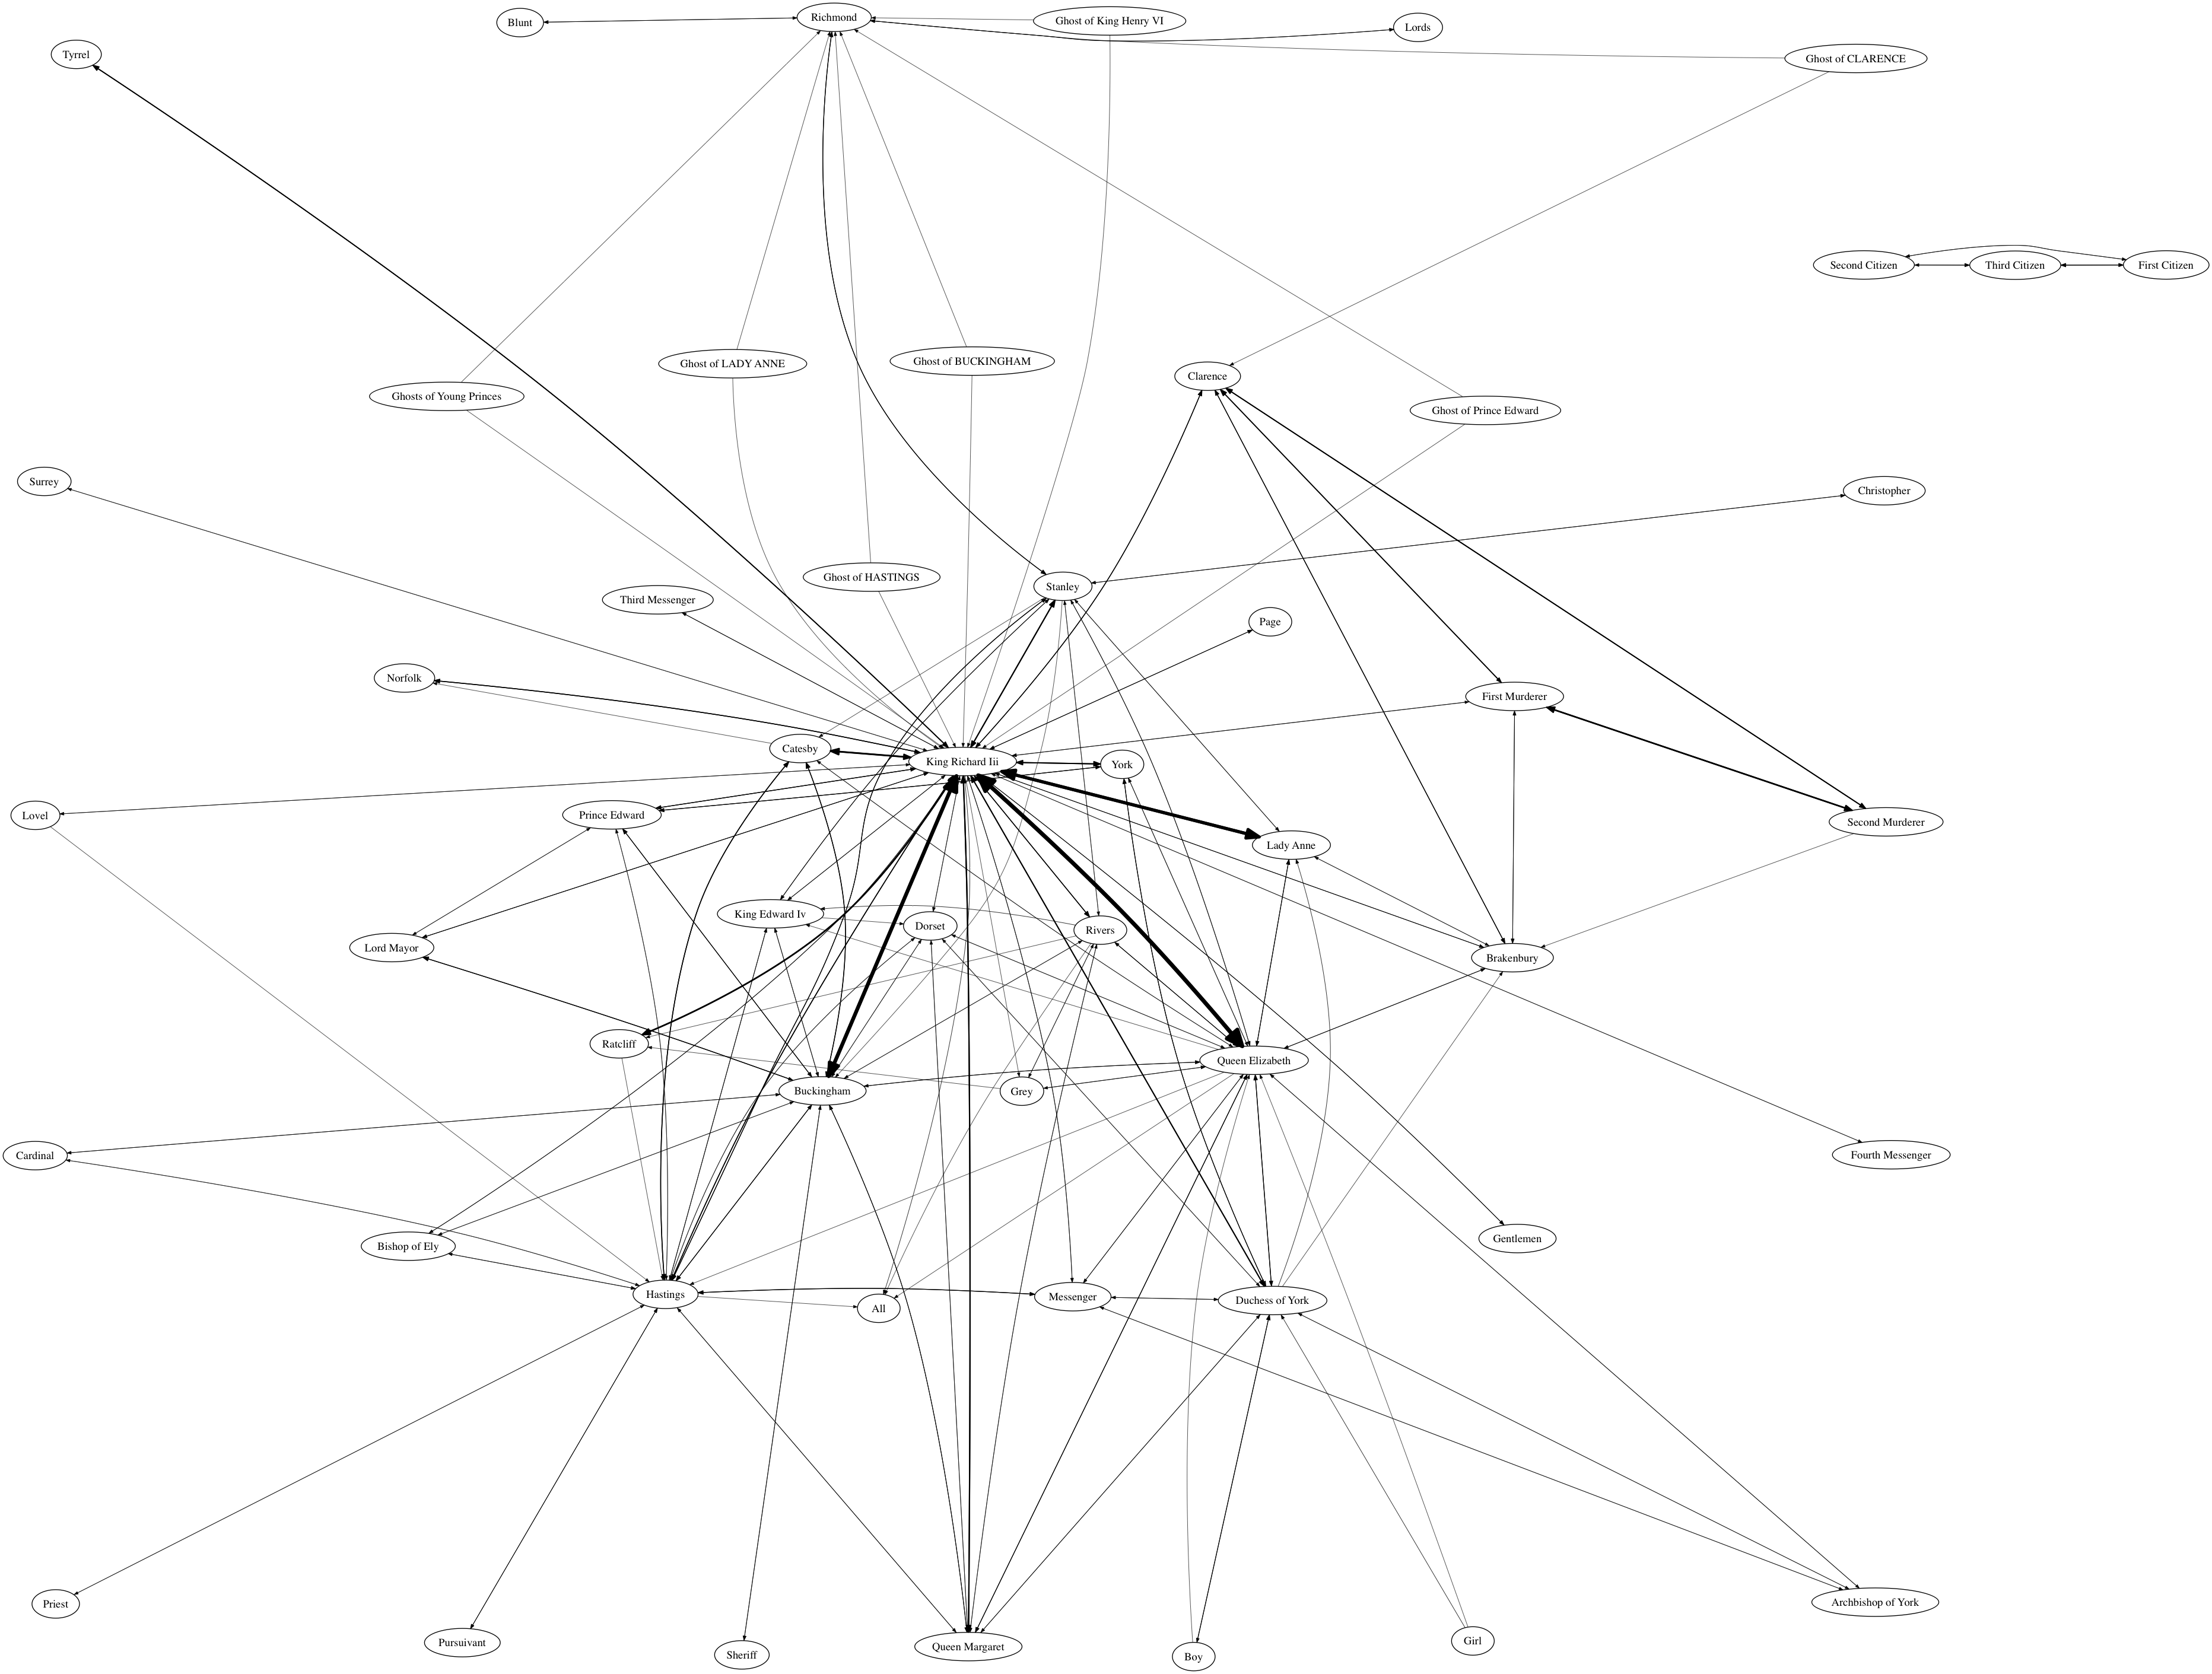 Richmond
Ghost of King Henry VI
Blunt
Lords
Tyrrel
Ghost of CLARENCE
Second Citizen
Third Citizen
First Citizen
Ghost of LADY ANNE
Ghost of BUCKINGHAM
Clarence
Ghosts of Young Princes
Ghost of Prince Edward
Surrey
Christopher
Ghost of HASTINGS
Stanley
Third Messenger
Page
Norfolk
First Murderer
Catesby
King Richard Iii
York
Lovel
Prince Edward
Second Murderer
Lady Anne
King Edward Iv
Dorset
Rivers
Lord Mayor
Brakenbury
Ratcliff
Queen Elizabeth
Buckingham
Grey
Cardinal
Fourth Messenger
Bishop of Ely
Gentlemen
Hastings
All
Messenger
Duchess of York
Priest
Archbishop of York
Pursuivant
Sheriff
Queen Margaret
Boy
Girl